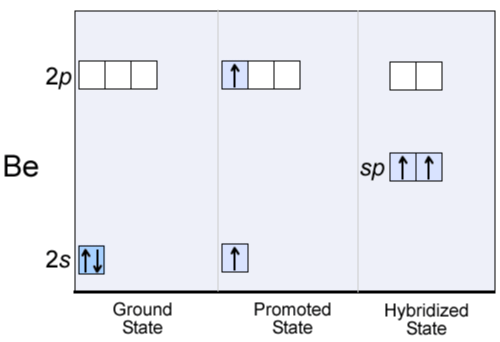 2p
Be
sp
2s
Ground
State
Promoted
State
Hybridized
State